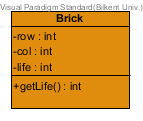 Visual Paradigm Standard(Bilkent Univ.)
Brick
-row : int
-col : int
-life : int
+getLife() : int